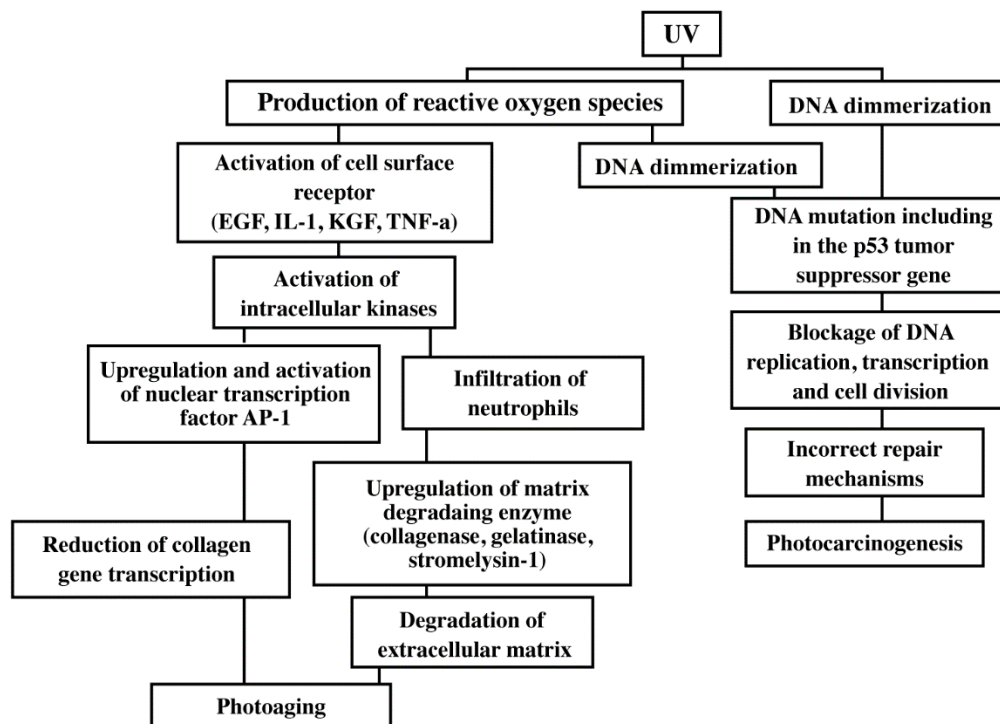 UV
Production of reactive oxygen species
DNA dimmerization
Activation of cell surface
receptor
(EGF, IL-1, KGF, TNF-a)
DNA dimmerization
DNA mutation including
in the p53 tumor
suppressor gene
Activation of
intracellular kinases
Blockage of DNA
replication, transcription
and cell division
Upregulation and activation
of nuclear transcription
factor AP-1
Infiltration of
neutrophils
Incorrect repair
mechanisms
Upregulation of matrix
degradaing enzyme
(collagenase, gelatinase,
stromelysin-1)
Reduction of collagen
gene transcription
Photocarcinogenesis
Degradation of
extracellular matrix
Photoaging